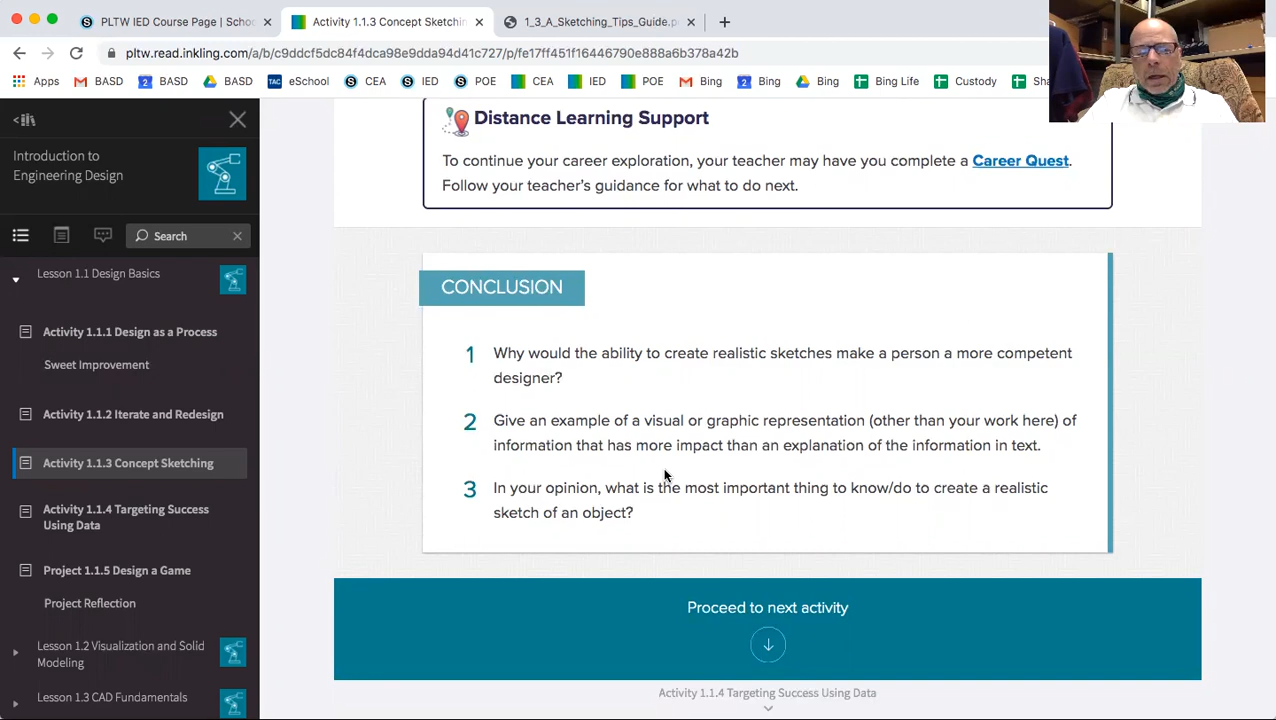 PLTW IED Course Page | Schoo
Activity 1.1.3 Concept Sketchin
1_3_A_Sketching_Tips_Guide.p
pltw.read.inkling.com/a/b/c9ddcf5dc84f4dca98e9dda94d41c727/p/fe17ff451f16446790e888a6b378a42b
Apps BASD BASD BASD eSchool CEA IED POE CEA IED POE Bing Bing Bing Bing Life Custody Sha
Introduction to
Engineering Design
Search
Lesson 1.1 Design Basics
Activity 1.1.1 Design as a Process
Sweet Improvement
Activity 1.1.2 Iterate and Redesign
Activity 1.1.3 Concept Sketching
Activity 1.1.4 Targeting Success
Using Data
Project 1.1.5 Design a Game
Project Reflection
Lesson 1.2 Visualization and Solid
Modeling
Lesson 1.3 CAD Fundamentals
Distance Learning Support
To continue your career exploration, your teacher may have you complete a Career Quest.
Follow your teacher's guidance for what to do next.
CONCLUSION
1 Why would the ability to create realistic sketches make a person a more competent
designer?
2 Give an example of a visual or graphic representation (other than your work here) of
information that has more impact than an explanation of the information in text.
3 In your opinion, what is the most important thing to know/do to create a realistic
sketch of an object?
Proceed to next activity
Activity 1.1.4 Targeting Success Using Data